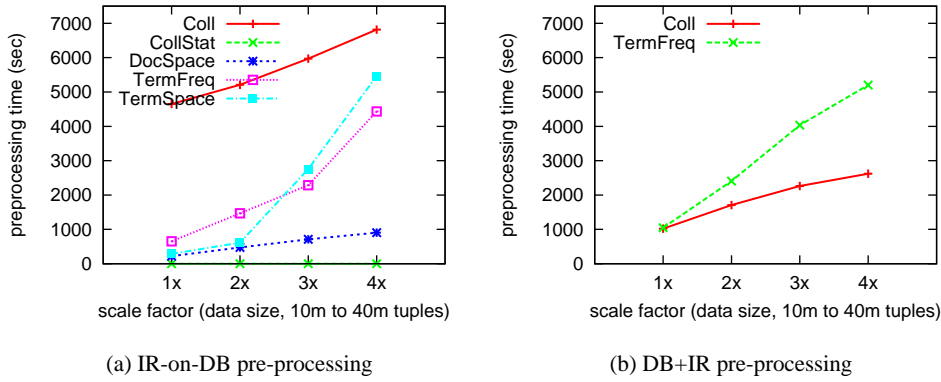 7000
6000
5000
4000
3000
2000
1000
0
preprocessing time (sec)
Coll
CollStat
DocSpace
TermFreq
TermSpace
1x 2x 3x 4x
scale factor (data size, 10m to 40m tuples)
(a) IR-on-DB pre-processing
7000
6000
5000
4000
3000
2000
1000
0
preprocessing time (sec)
Coll
TermFreq
1x 2x 3x 4x
scale factor (data size, 10m to 40m tuples)
(b) DB+IR pre-processing